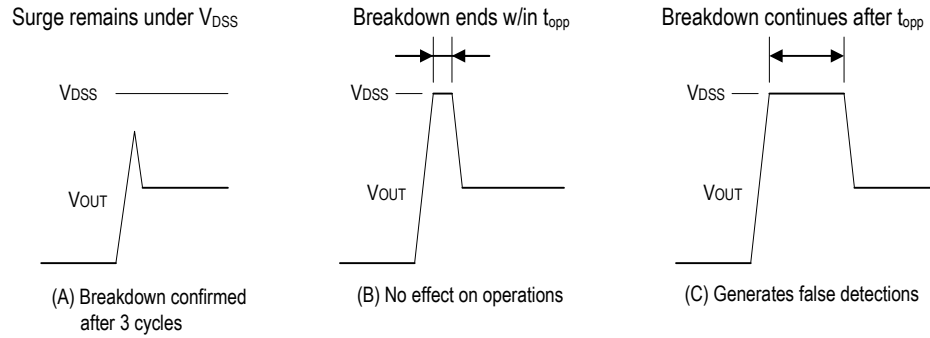 Surge remains under VDSS
Breakdown ends w/in topp
Breakdown continues after topp
VDSS
VDSS
VDSS
VOUT
VOUT
VOUT
(A) Breakdown confirmed
after 3 cycles
(B) No effect on operations
(C) Generates false detections